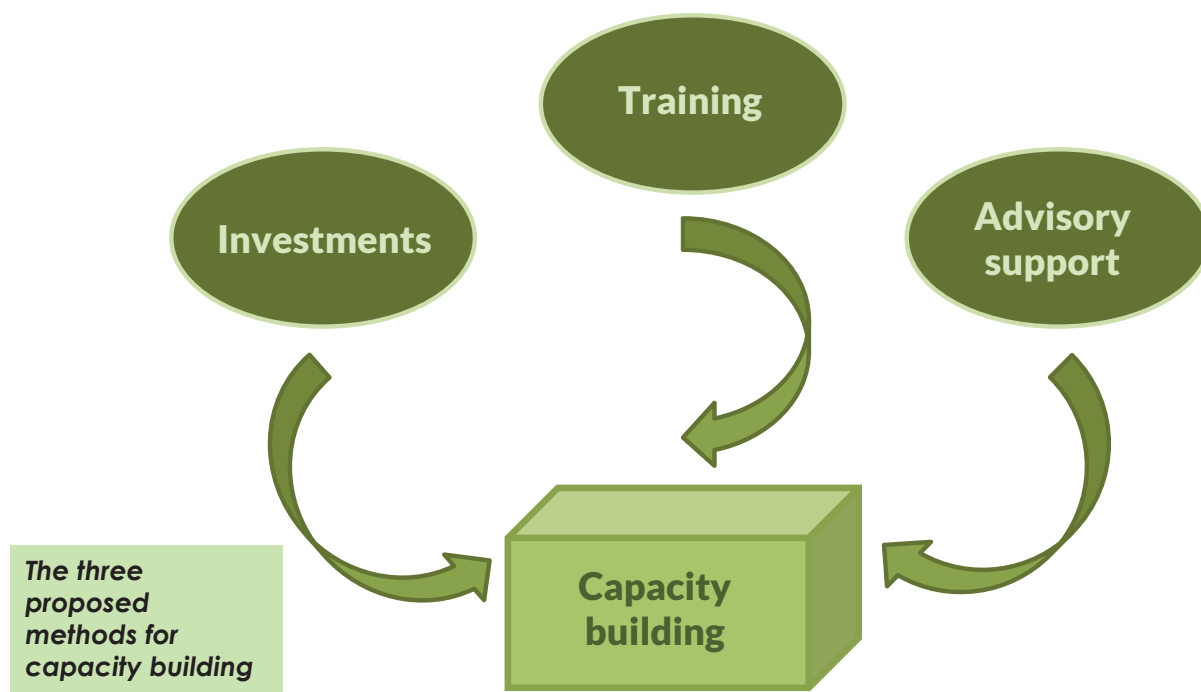 Training
Investments
Advisory
support
Capacity
building
The three
proposed
methods for
capacity building